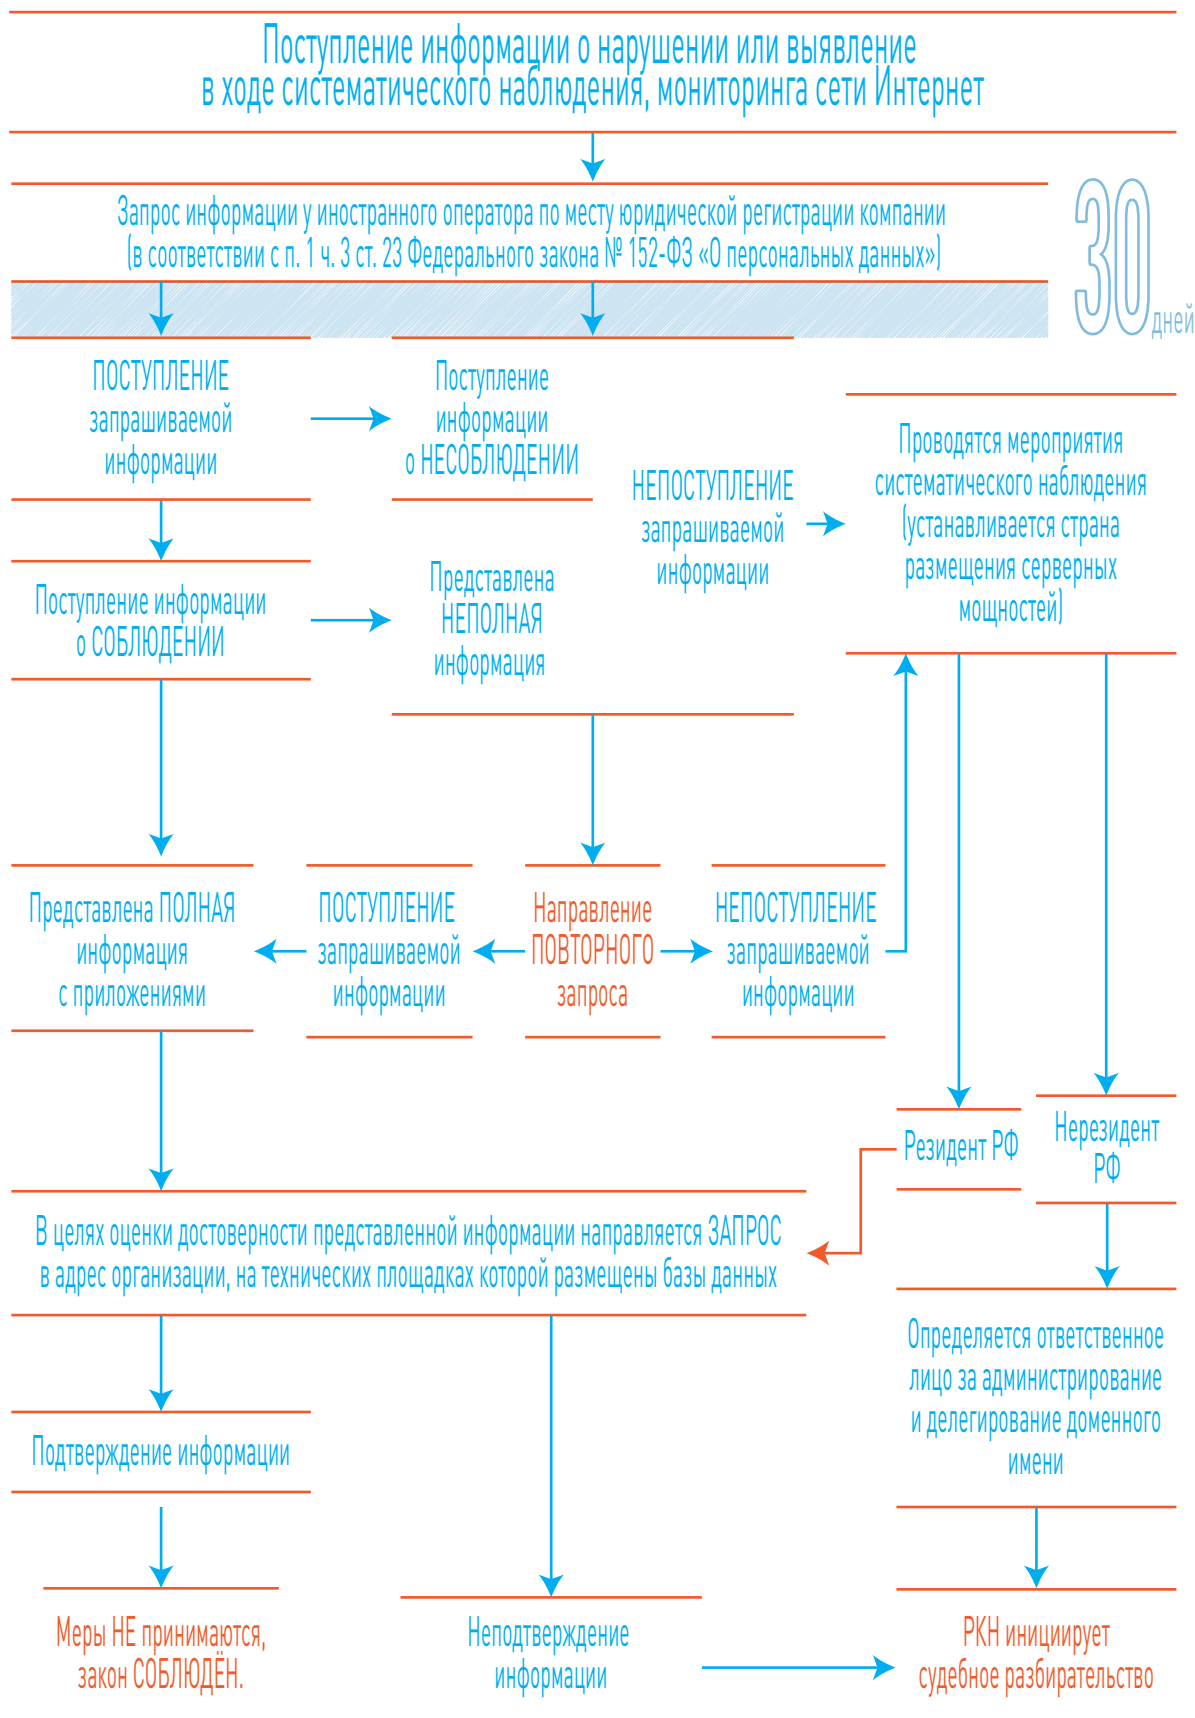 Поступление информации о нарушении или выявление
в ходе систематического наблюдения, мониторинга сети Интернет
Запрос информации у иностранного оператора по месту юридической регистрации компании
(в соответствии с п. 1 ч. 3 ст. 23 Федерального закона № 152-ФЗ «О персональных данных»)
30
дней
ПОСТУПЛЕНИЕ
запрашиваемой
информации
Поступление
информации
о НЕСОБЛЮДЕНИИ
НЕПОСТУПЛЕНИЕ
запрашиваемой
информации
Проводятся мероприятия
систематического наблюдения
(устанавливается страна
размещения серверных
мощностей)
Поступление информации
о СОБЛЮДЕНИИ
Представлена
НЕПОЛНАЯ
информация
Представлена ПОЛНАЯ
информация
с приложениями
ПОСТУПЛЕНИЕ
запрашиваемой
информации
Направление
ПОВТОРНОГО
запроса
НЕПОСТУПЛЕНИЕ
запрашиваемой
информации
Резидент РФ
Нерезидент
РФ
В целях оценки достоверности представленной информации направляется ЗАПРОС
в адрес организации, на технических площадках которой размещены базы данных
Определяется ответственное
лицо за администрирование
и делегирование доменного
имени
Подтверждение информации
Меры НЕ принимаются,
закон СОБЛЮДЁН.
Неподтверждение
информации
РКН инициирует
судебное разбирательство